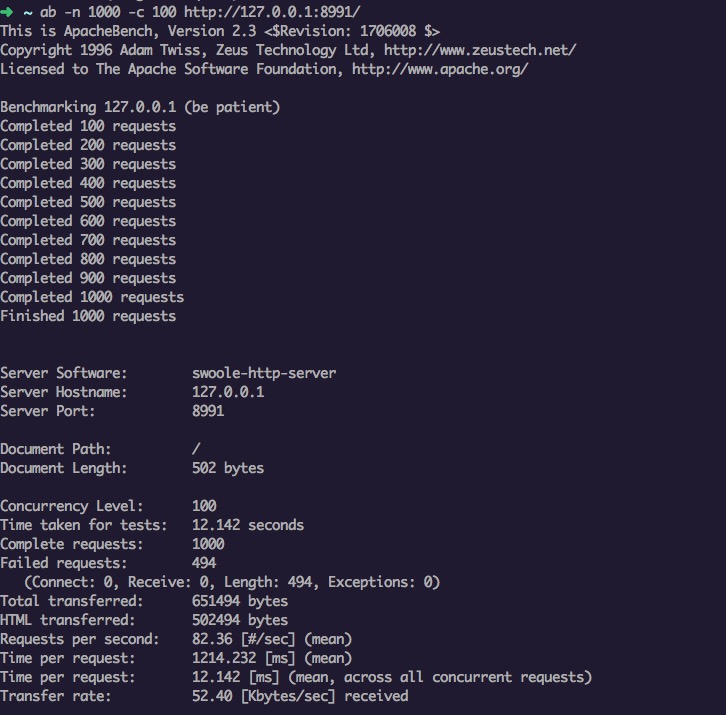 ➜ ~ ab -n 1000 -c 100 http://127.0.0.1:8991/
This is ApacheBench, Version 2.3 <$Revision: 1706008 $>
Copyright 1996 Adam Twiss, Zeus Technology Ltd, http://www.zeustech.net/
Licensed to The Apache Software Foundation, http://www.apache.org/

Benchmarking 127.0.0.1 (be patient)
Completed 100 requests
Completed 200 requests
Completed 300 requests
Completed 400 requests
Completed 500 requests
Completed 600 requests
Completed 700 requests
Completed 800 requests
Completed 900 requests
Completed 1000 requests
Finished 1000 requests

Server Software:        swoole-http-server
Server Hostname:        127.0.0.1
Server Port:            8991

Document Path:          /
Document Length:        502 bytes

Concurrency Level:      100
Time taken for tests:   12.142 seconds
Complete requests:      1000
Failed requests:        494
   (Connect: 0, Receive: 0, Length: 494, Exceptions: 0)
Total transferred:      651494 bytes
HTML transferred:       502494 bytes
Requests per second:    82.36 [#/sec] (mean)
Time per request:       1214.232 [ms] (mean)
Time per request:       12.142 [ms] (mean, across all concurrent requests)
Transfer rate:          52.40 [Kbytes/sec] received